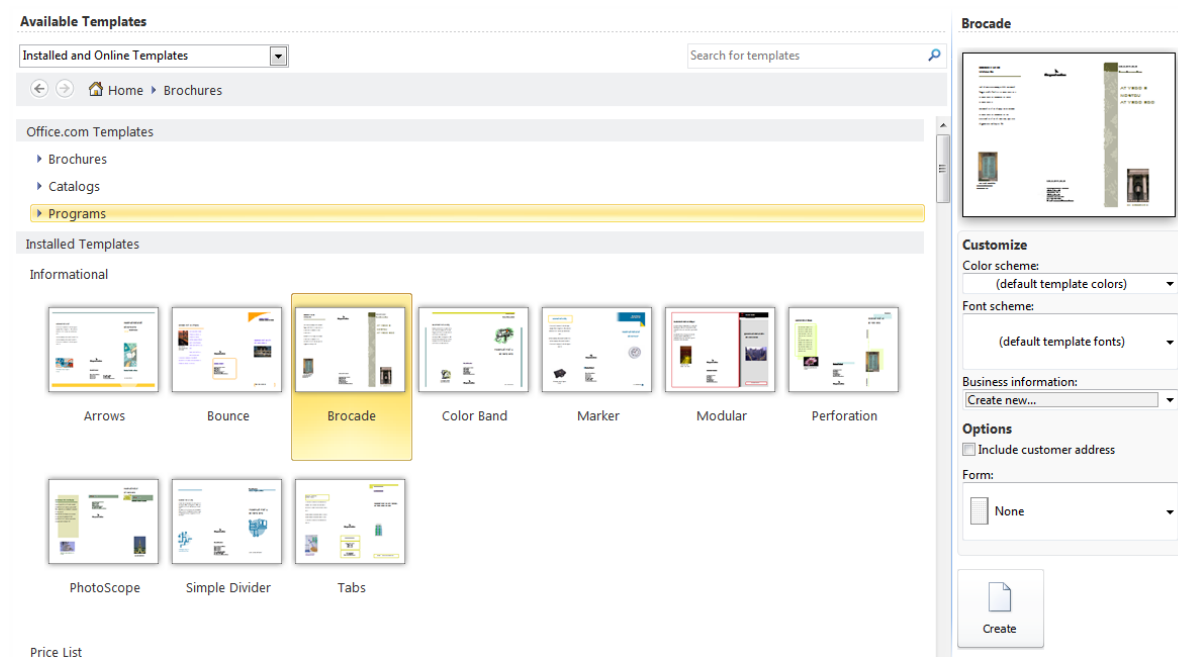 Available Templates
Installed and Online Templates
Search for templates
Home
Brochures
Office.com Templates
Brochures
Catalogs
Programs
Installed Templates
Informational
Arrows
Bounce
Brocade
Color Band
Marker
Modular
Perforation
PhotoScope
Simple Divider
Tabs
Price List
Brocade
Customize
Color scheme:
(default template colors)
Font scheme:
(default template fonts)
Business information:
Create new...
Options
Include customer address
Form:
None
Create